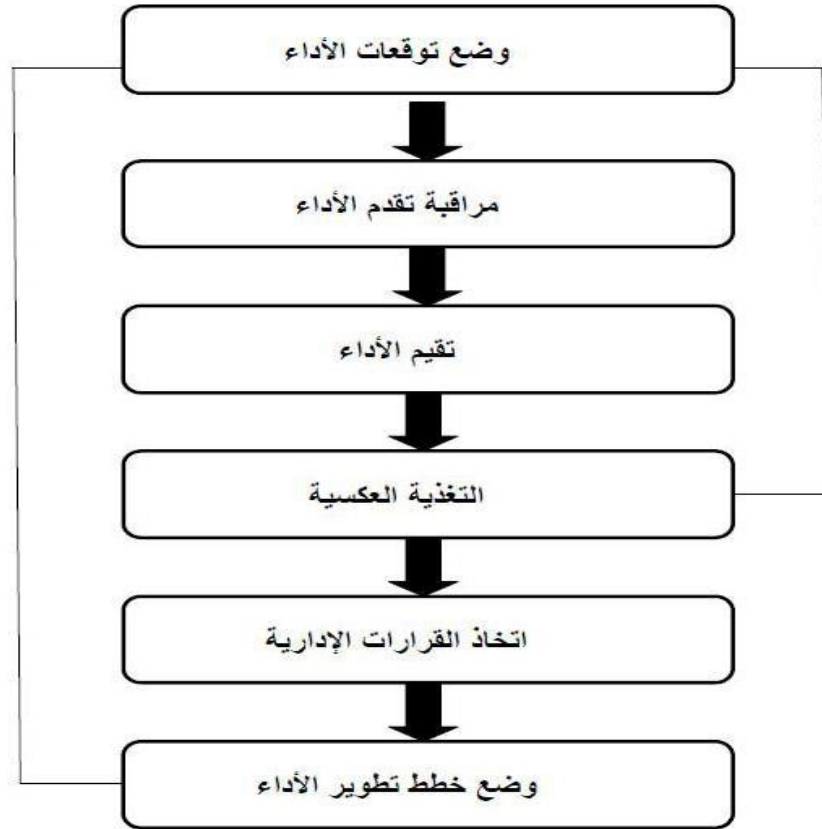 وضع توقعات الأداء
مراقبة تقدم الأداء
تقيم الأداء
التغذية العكسية
اتخاذ القرارات الإدارية
وضع خطط تطوير الأداء